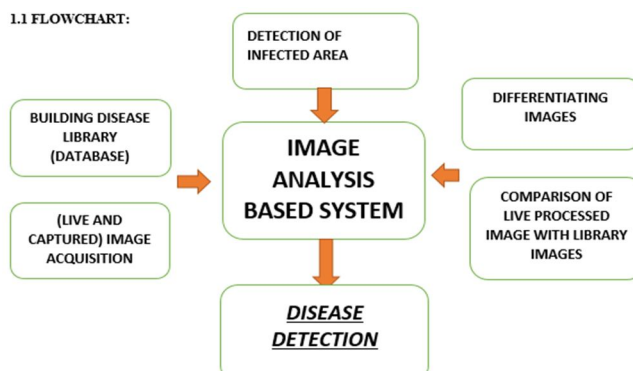 1.1 FLOWCHART:
DETECTION OF
INFECTED AREA
BUILDING DISEASE
LIBRARY
(DATABASE)
(LIVE AND
CAPTURED) IMAGE
ACQUISITION
IMAGE
ANALYSIS
BASED SYSTEM
DIFFERENTIATING
IMAGES
COMPARISON OF
LIVE PROCESSED
IMAGE WITH LIBRARY
IMAGES
DISEASE
DETECTION